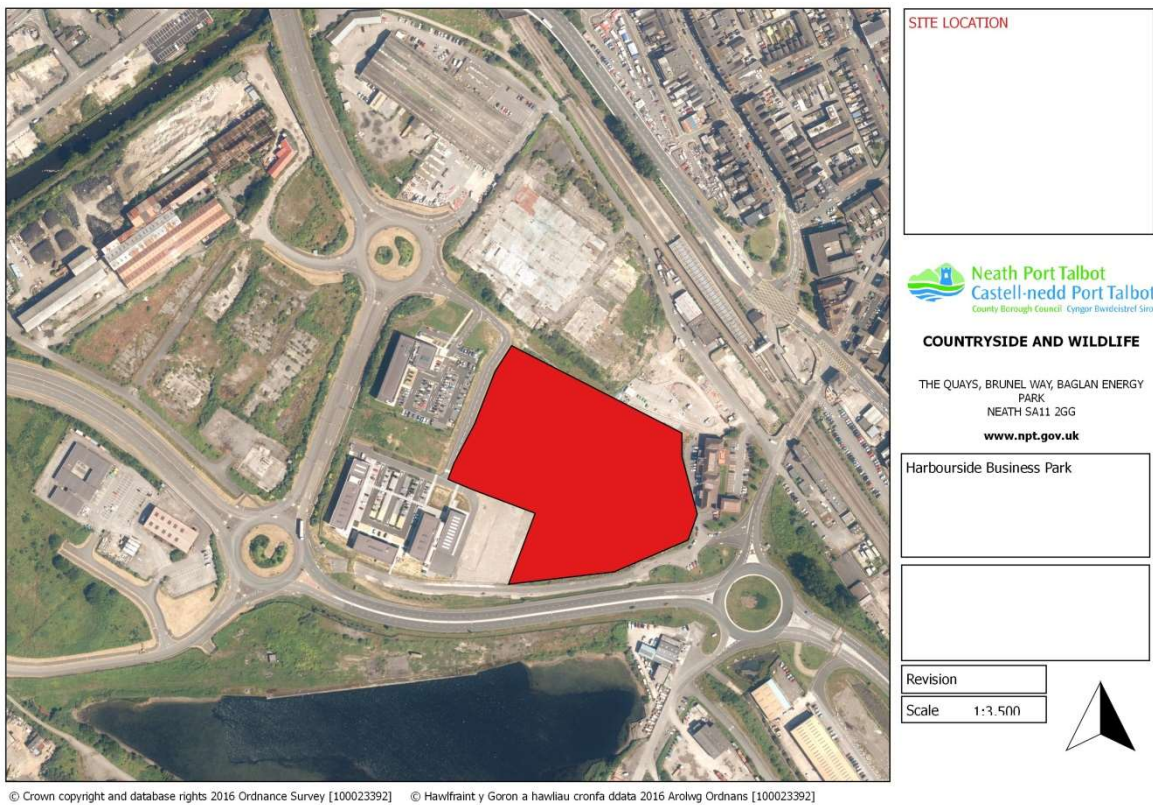 SITE LOCATION
Neath Port Talbot
Castell-nedd Port Talbot
County Borough Council Cyngor Bwrdeistref Sirol
COUNTRYSIDE AND WILDLIFE
THE QUAYS, BRUNEL WAY, BAGLAN ENERGY
PARK
NEATH SA11 2GG
www.npt.gov.uk
Harbourside Business Park
Revision
Scale 1:3,500
© Crown copyright and database rights 2016 Ordnance Survey [100023392] © Hawlfraint y Goron a hawliau cronfa ddata 2016 Arolwg Ordnans [100023392]